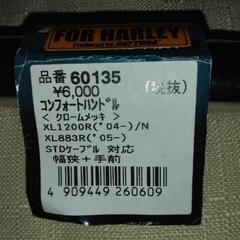 FOR HARLEY
Produced by
品番 60135
¥6,000 (税抜)
コンフォートハンドル
< クロームメッキ >
XL1200R('04-)/N
XL883R('05-)
STDケーブル 対応
幅狭+手前
4 909449 260609